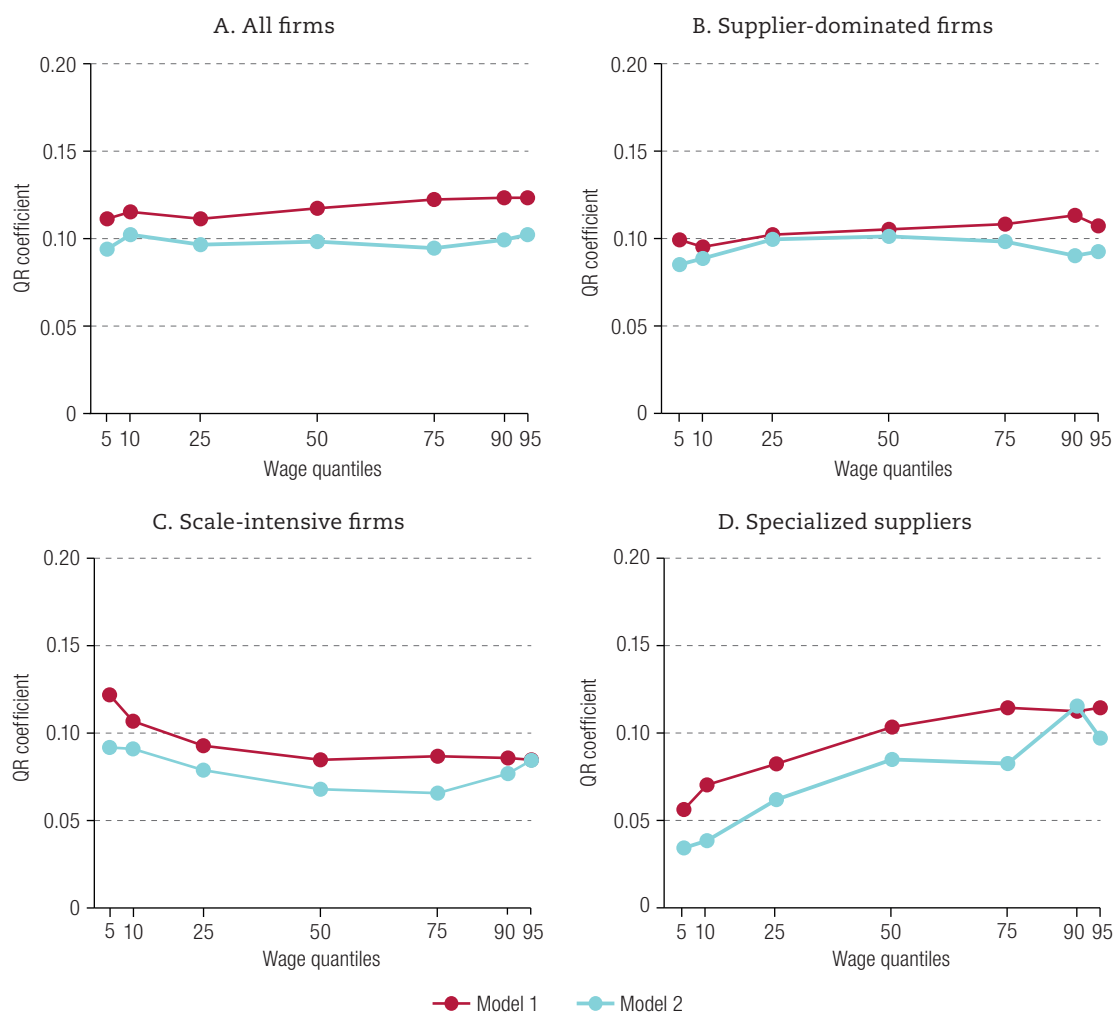 A. All firms
0.20
0.15
0.10
0.05
0
QR coefficient
5 10 25 50 75 90 95
Wage quantiles
B. Supplier-dominated firms
0.20
0.15
0.10
0.05
0
QR coefficient
5 10 25 50 75 90 95
Wage quantiles
C. Scale-intensive firms
0.20
0.15
0.10
0.05
0
QR coefficient
5 10 25 50 75 90 95
Wage quantiles
D. Specialized suppliers
0.20
0.15
0.10
0.05
0
QR coefficient
5 10 25 50 75 90 95
Wage quantiles
Model 1 Model 2